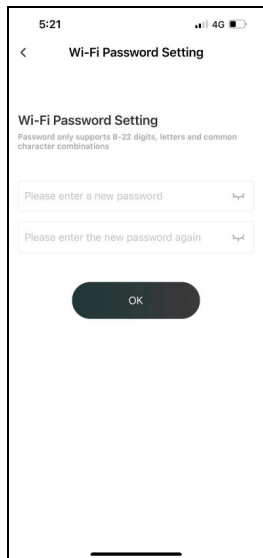 5:21
4G
Wi-Fi Password Setting
Wi-Fi Password Setting
Password only supports 8-22 digits, letters and common
character combinations
Please enter a new password
Please enter the new password again
OK